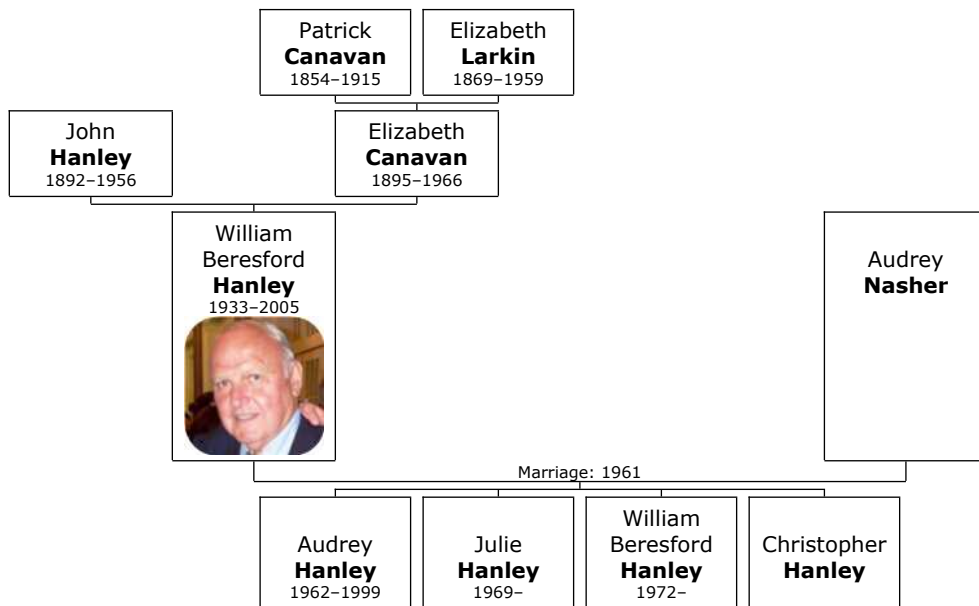 Patrick
Canavan
1854–1915
Elizabeth
Larkin
1869–1959
John
Hanley
1892–1956
Elizabeth
Canavan
1895–1966
William
Beresford
Hanley
1933–2005
Audrey
Nasher
Marriage: 1961
Audrey
Hanley
1962–1999
Julie
Hanley
1969–
William
Beresford
Hanley
1972–
Christopher
Hanley